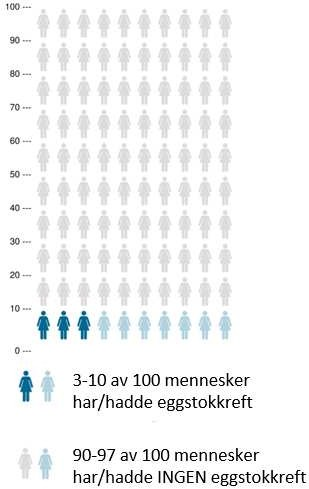 100 ---
90 ---
80 ---
70 ---
60 ---
50 ---
40 ---
30 ---
20 ---
10 ---
0 ---
3-10 av 100 mennesker
har/hadde eggstokkreft
90-97 av 100 mennesker
har/hadde INGEN eggstokkreft